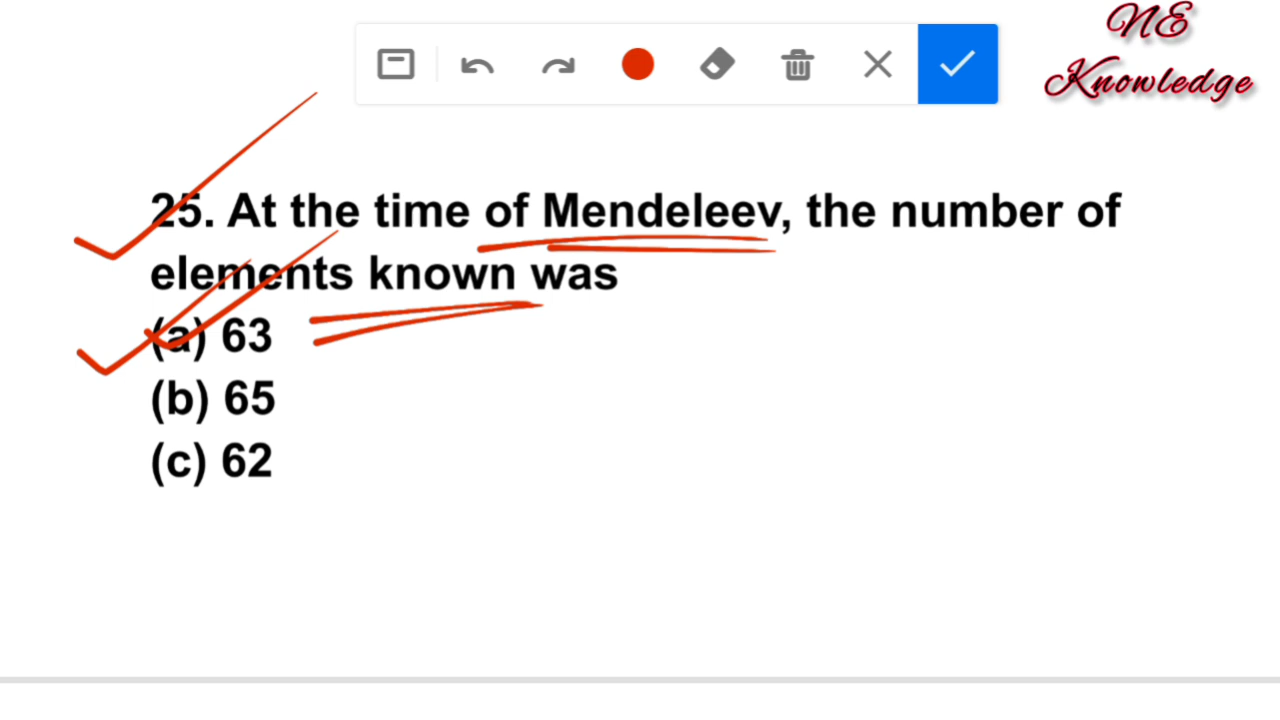 NE
Knowledge
25. At the time of Mendeleev, the number of
elements known was
(a) 63
(b) 65
(c) 62